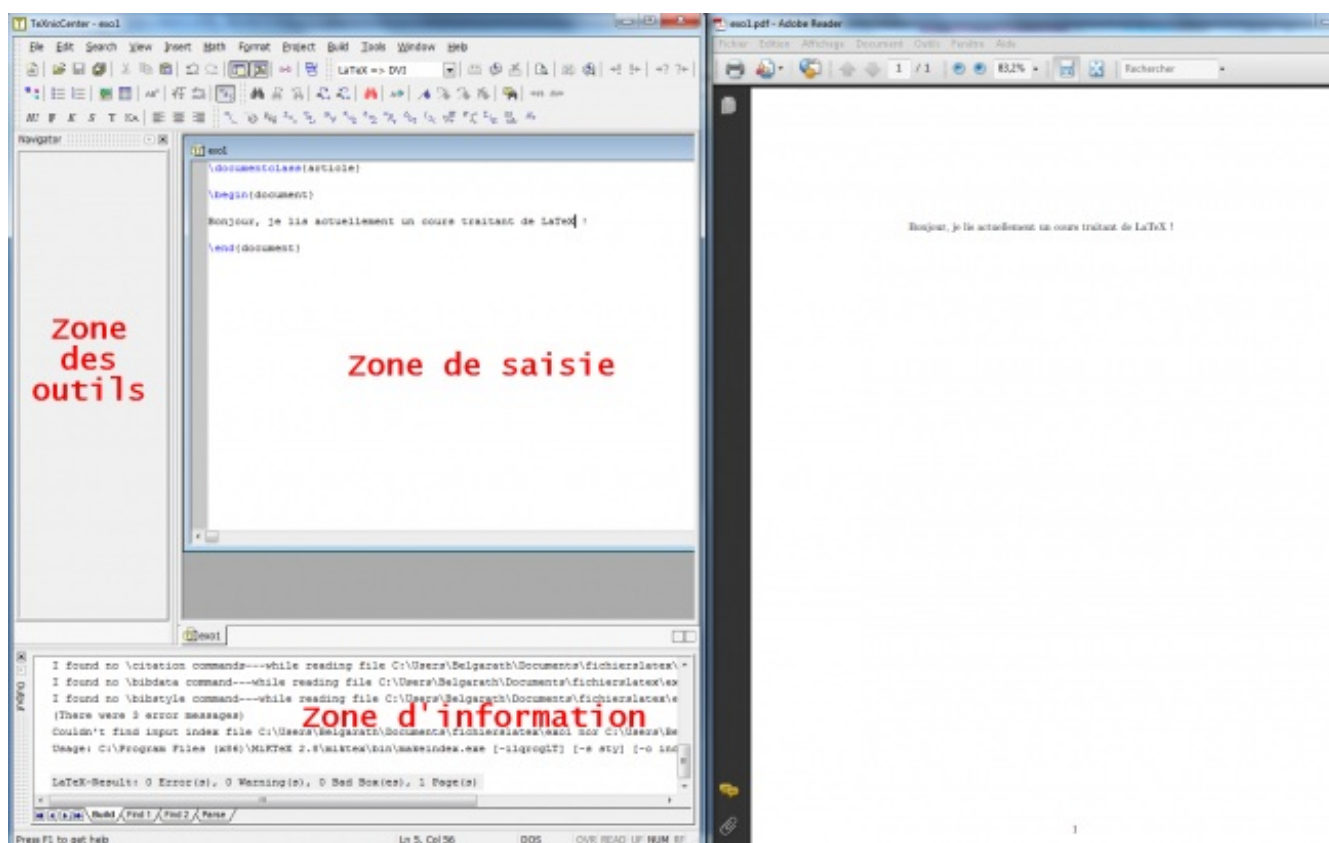 TeXnicCenter - exo1
File Edit Search View Insert Math Format Project Build Tools Window Help
LaTeX => DVI
Navigator
exo1
\documentclass{article}
\begin{document}
Bonjour, je lis actuellement un cours traitant de LaTeX !
\end{document}
Zone
des
outils
Zone de saisie
exo1
Output
I found no \citation commands---while reading file C:\Users\Belgarath\Documents\fichierslatex\
I found no \bibdata command---while reading file C:\Users\Belgarath\Documents\fichierslatex\ex
I found no \bibstyle command---while reading file C:\Users\Belgarath\Documents\fichierslatex\e
(There were 3 error messages)
Zone d'information
Couldn't find input index file C:\Users\Belgarath\Documents\fichierslatex\exo1 nor C:\Users\Be
Usage: C:\Program Files (x86)\MiKTeX 2.8\miktex\bin\makeindex.exe [-ilqrcgLT] [-s sty] [-o ind
LaTeX-Result: 0 Error(s), 0 Warning(s), 0 Bad Box(es), 1 Page(s)
Build Find 1 Find 2 Parse
Press F1 to get help Ln 5, Col 56 DOS OVR READ LF NUM RF
exo1.pdf - Adobe Reader
Fichier Edition Affichage Document Outils Fenêtre Aide
1 / 1 83,2% Rechercher
Bonjour, je lis actuellement un cours traitant de LaTeX !
1